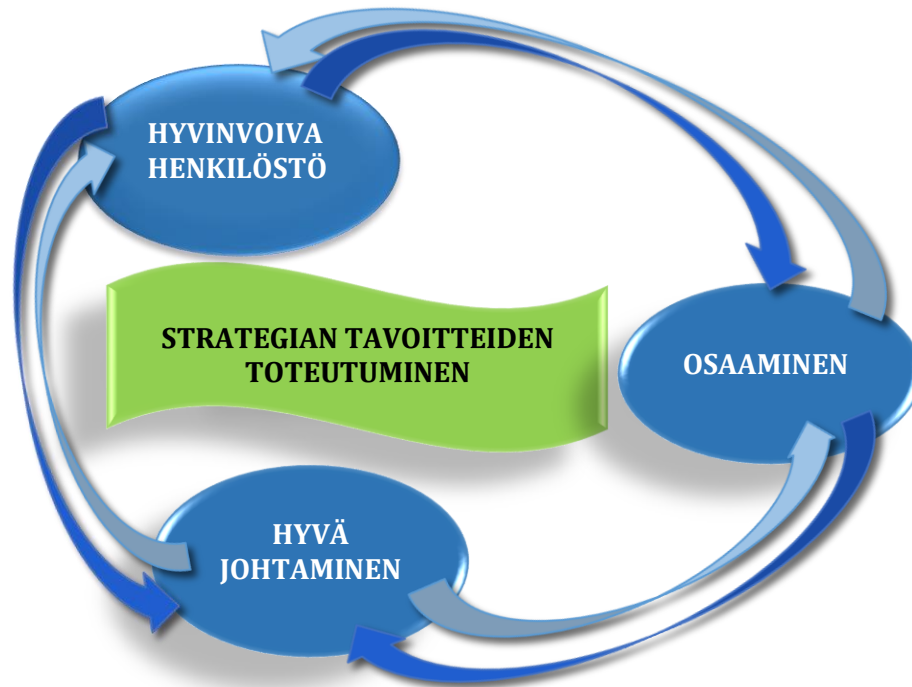 HYVINVOIVA
HENKILÖSTÖ
STRATEGIAN TAVOITTEIDEN
TOTEUTUMINEN
OSAAMINEN
HYVÄ
JOHTAMINEN